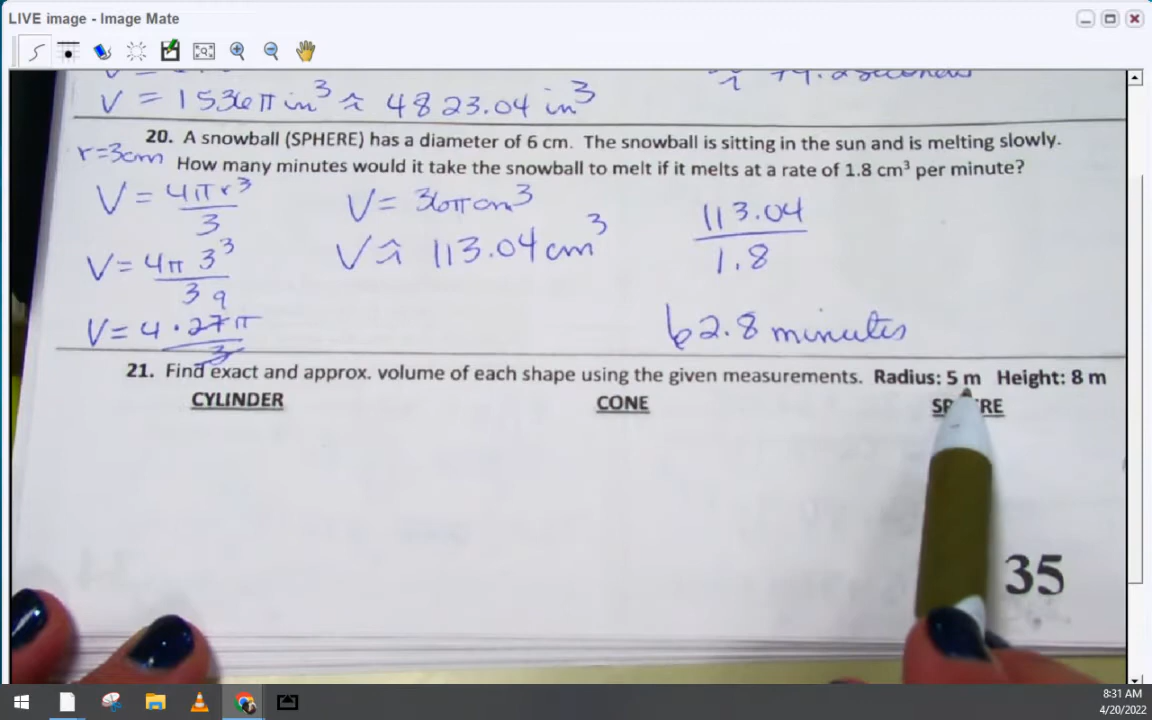 LIVE image - Image Mate
V = 1536π in³ ≈ 4823.04 in³
20. A snowball (SPHERE) has a diameter of 6 cm. The snowball is sitting in the sun and is melting slowly.
r=3cm How many minutes would it take the snowball to melt if it melts at a rate of 1.8 cm³ per minute?
V = 4πr³/3
V = 4π 3³/3
V = 4 · 27π/3
9
V = 36π cm³
V ≈ 113.04 cm³
113.04
1.8
62.8 minutes
21. Find exact and approx. volume of each shape using the given measurements. Radius: 5 m Height: 8 m
CYLINDER CONE SP RE
35
8:31 AM
4/20/2022